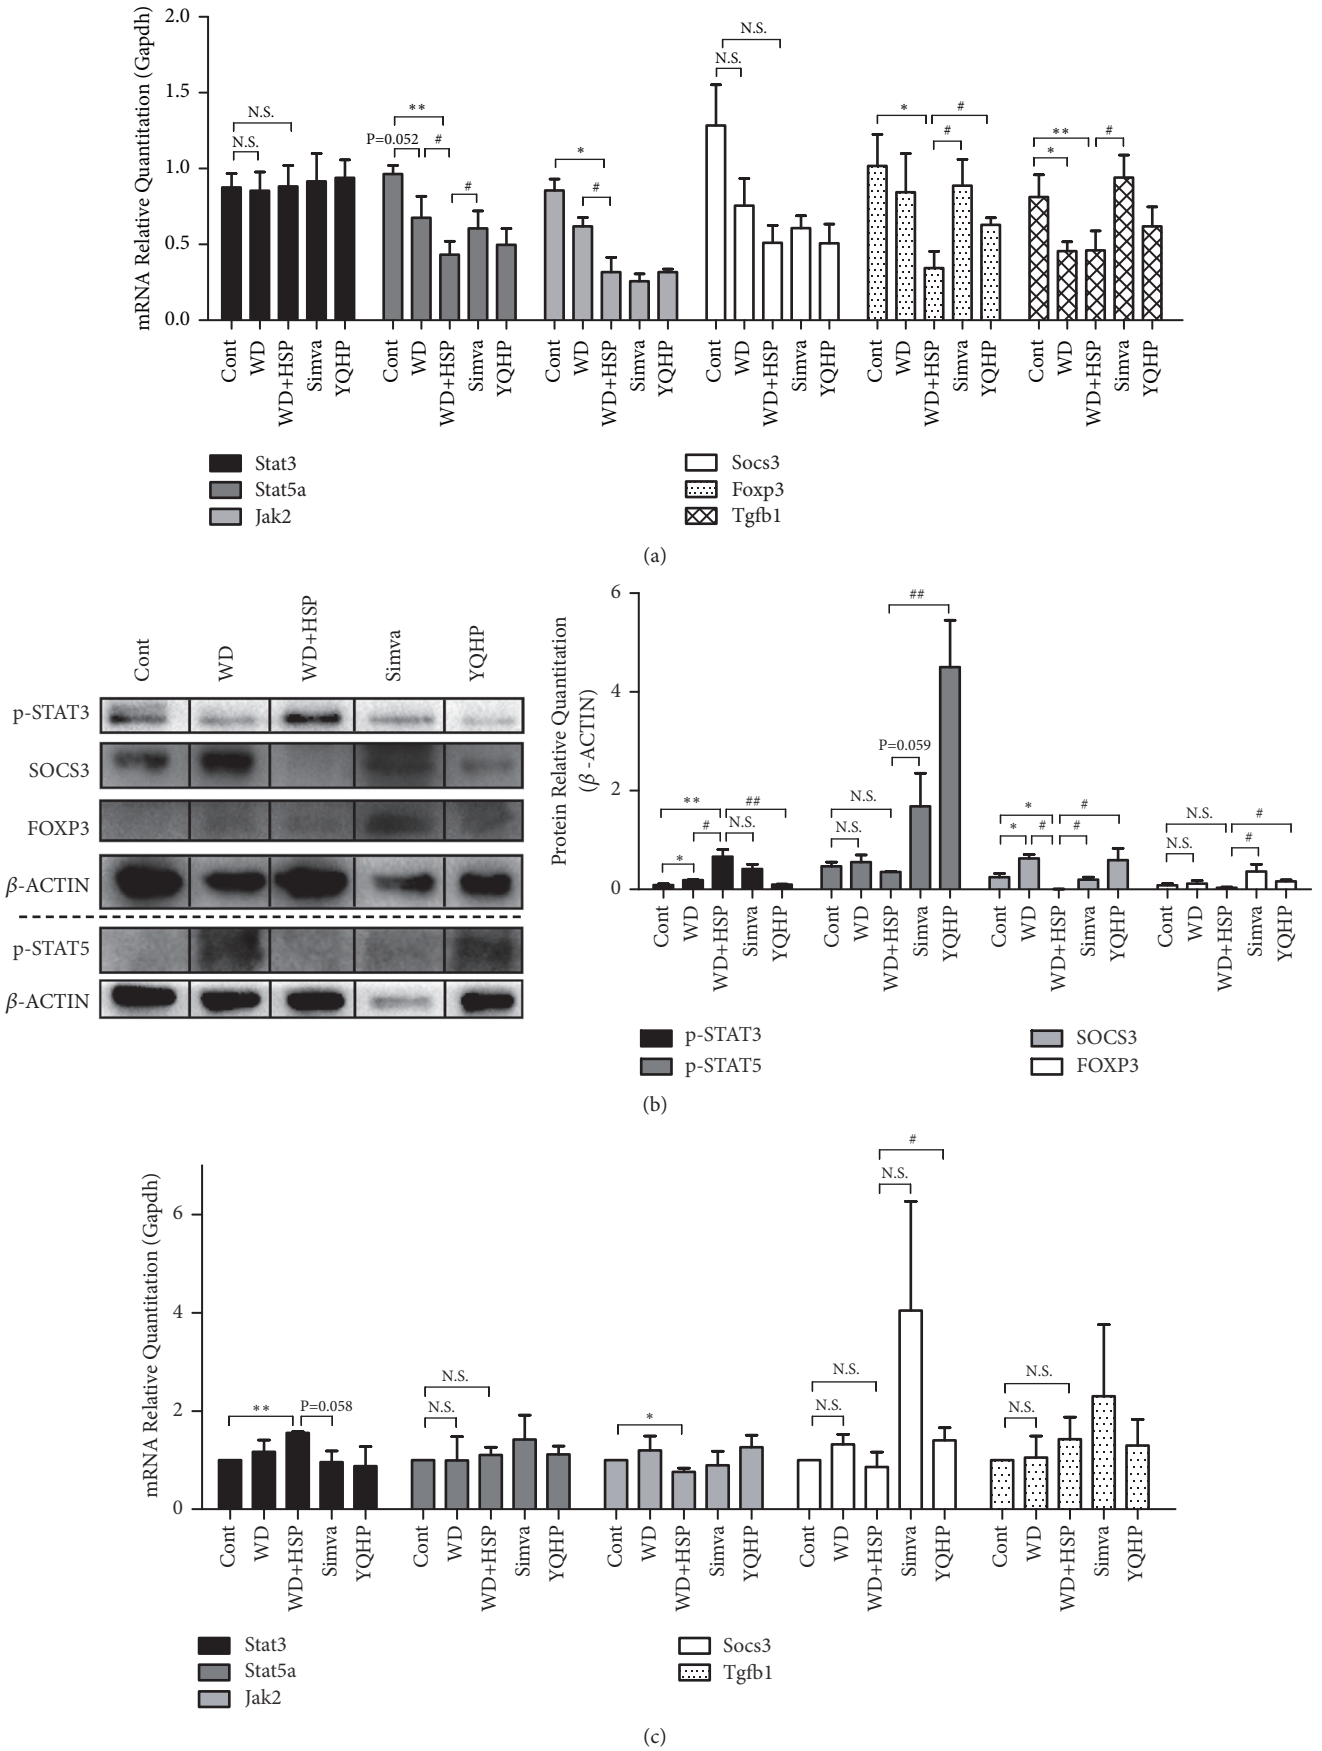 mRNA Relative Quantitation (Gapdh)
2.0
1.5
1.0
0.5
0.0
N.S.
N.S.
**
P=0.052
#
#
*
#
N.S.
N.S.
*
#
#
**
*
#
Cont WD WD+HSP Simva YQHP Cont WD WD+HSP Simva YQHP Cont WD WD+HSP Simva YQHP Cont WD WD+HSP Simva YQHP Cont WD WD+HSP Simva YQHP Cont WD WD+HSP Simva YQHP
Stat3
Stat5a
Jak2
Socs3
Foxp3
Tgfb1
(a)
Cont WD WD+HSP Simva YQHP
p-STAT3
SOCS3
FOXP3
β-ACTIN
p-STAT5
β-ACTIN
Protein Relative Quantitation
(β -ACTIN)
6
4
2
0
**
##
#
N.S.
*
N.S.
N.S.
##
P=0.059
*
#
*
#
#
N.S.
#
N.S.
#
Cont WD WD+HSP Simva YQHP Cont WD WD+HSP Simva YQHP Cont WD WD+HSP Simva YQHP Cont WD WD+HSP Simva YQHP
p-STAT3
p-STAT5
SOCS3
FOXP3
(b)
mRNA Relative Quantitation (Gapdh)
6
4
2
0
**
P=0.058
N.S.
N.S.
*
N.S.
N.S.
#
N.S.
N.S.
N.S.
Cont WD WD+HSP Simva YQHP Cont WD WD+HSP Simva YQHP Cont WD WD+HSP Simva YQHP Cont WD WD+HSP Simva YQHP Cont WD WD+HSP Simva YQHP
Stat3
Stat5a
Jak2
Socs3
Tgfb1
(c)